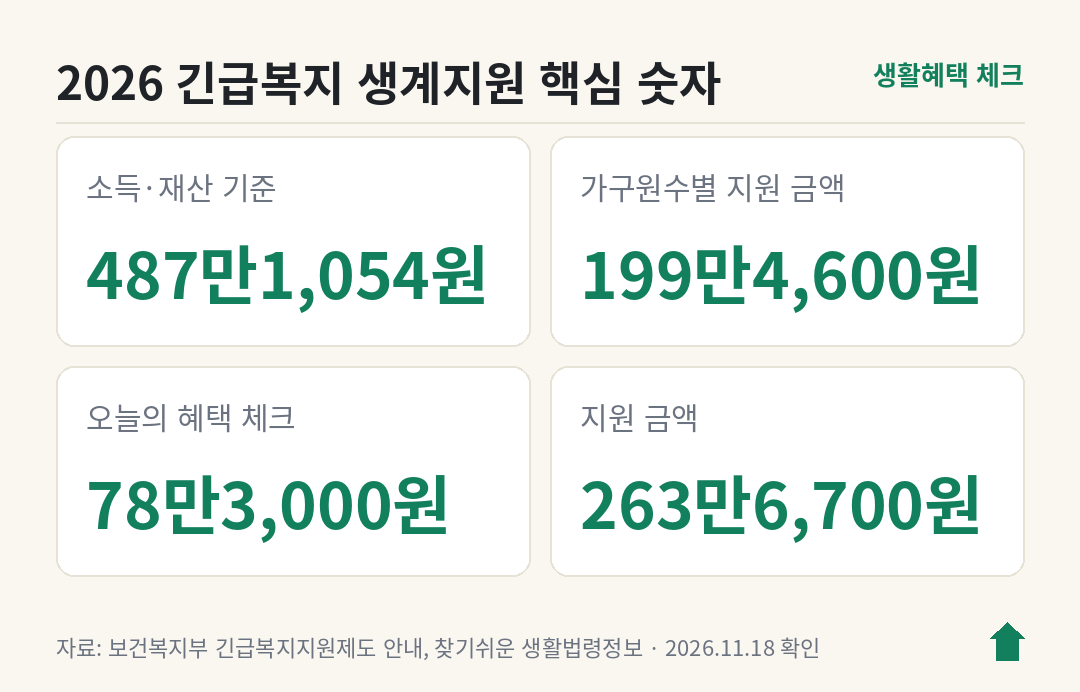 2026 긴급복지 생계지원 핵심 숫자
생활혜택 체크
소득·재산 기준
487만1,054원
가구원수별 지원 금액
199만4,600원
오늘의 혜택 체크
78만3,000원
지원 금액
263만6,700원
자료: 보건복지부 긴급복지지원제도 안내, 찾기쉬운 생활법령정보 · 2026.11.18 확인